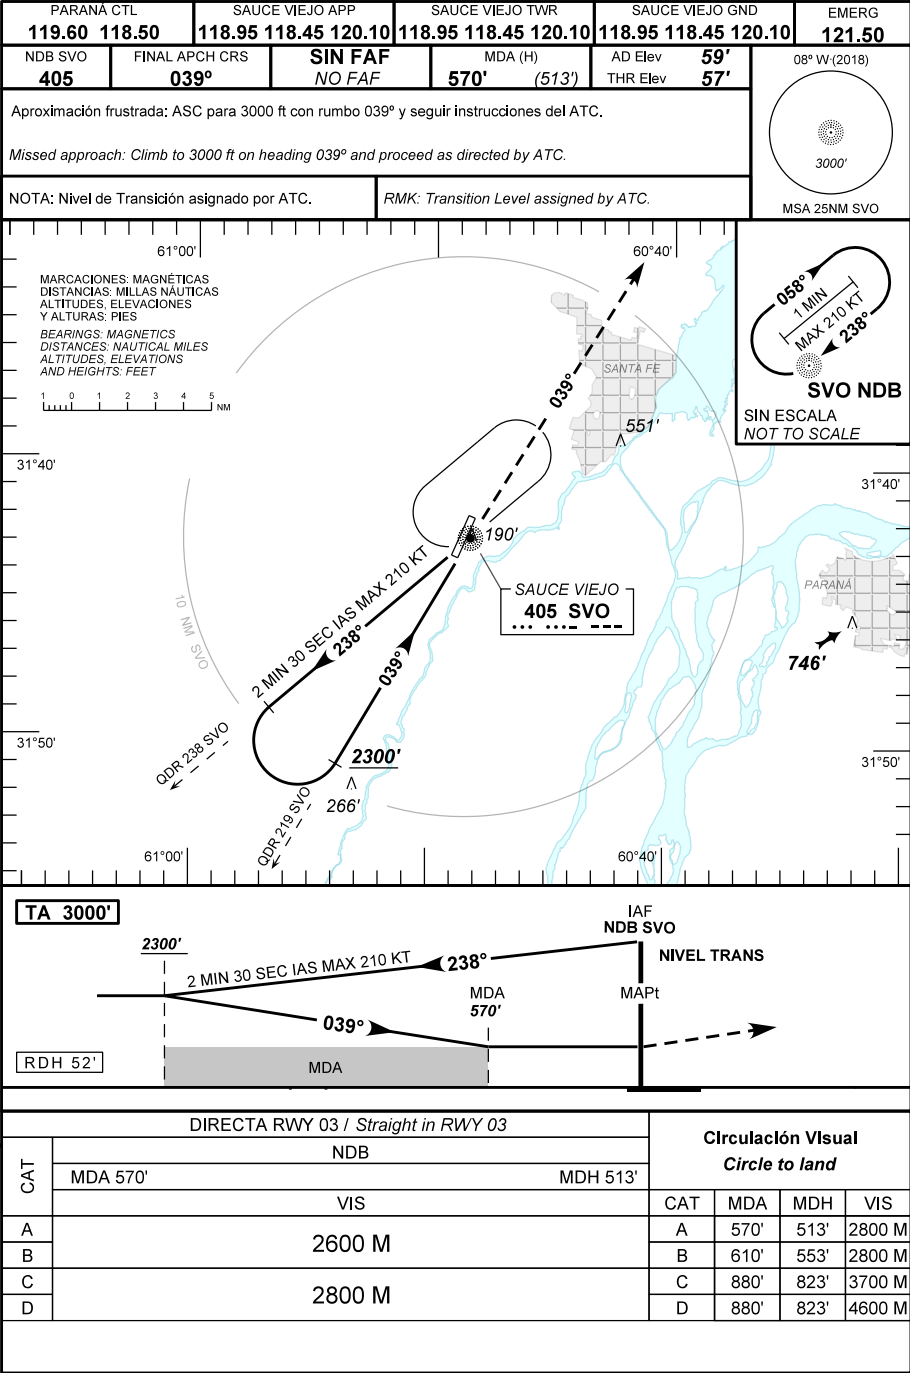 PARANÁ CTL
119.60 118.50
SAUCE VIEJO APP
118.95 118.45 120.10
SAUCE VIEJO TWR
118.95 118.45 120.10
SAUCE VIEJO GND
118.95 118.45 120.10
EMERG
121.50
NDB SVO
405
FINAL APCH CRS
039º
SIN FAF
NO FAF
MDA (H)
570' (513')
AD Elev 59'
THR Elev 57'
08º W (2018)
3000'
MSA 25NM SVO
Aproximación frustrada: ASC para 3000 ft con rumbo 039º y seguir instrucciones del ATC.
Missed approach: Climb to 3000 ft on heading 039º and proceed as directed by ATC.
NOTA: Nivel de Transición asignado por ATC.
RMK: Transition Level assigned by ATC.
61°00'
60°40'
MARCACIONES: MAGNÉTICAS
DISTANCIAS: MILLAS NÁUTICAS
ALTITUDES, ELEVACIONES
Y ALTURAS: PIES
BEARINGS: MAGNETICS
DISTANCES: NAUTICAL MILES
ALTITUDES, ELEVATIONS
AND HEIGHTS: FEET
1 0 1 2 3 4 5 NM
058°
1 MIN
MAX 210 KT
238°
SVO NDB
SIN ESCALA
NOT TO SCALE
SANTA FE
039°
551'
31°40'
31°40'
190'
SAUCE VIEJO
405 SVO
PARANÁ
746'
10 NM SVO
2 MIN 30 SEC IAS MAX 210 KT
238°
039°
31°50'
31°50'
QDR 238 SVO
2300'
266'
QDR 219 SVO
61°00'
60°40'
TA 3000'
IAF
NDB SVO
2300'
2 MIN 30 SEC IAS MAX 210 KT
238°
NIVEL TRANS
MDA
570'
MAPt
039°
RDH 52'
MDA
DIRECTA RWY 03 / Straight in RWY 03
CAT
NDB
MDA 570' MDH 513'
VIS
A
B
2600 M
C
D
2800 M
CIrculación VIsual
Circle to land
CAT MDA MDH VIS
A 570' 513' 2800 M
B 610' 553' 2800 M
C 880' 823' 3700 M
D 880' 823' 4600 M